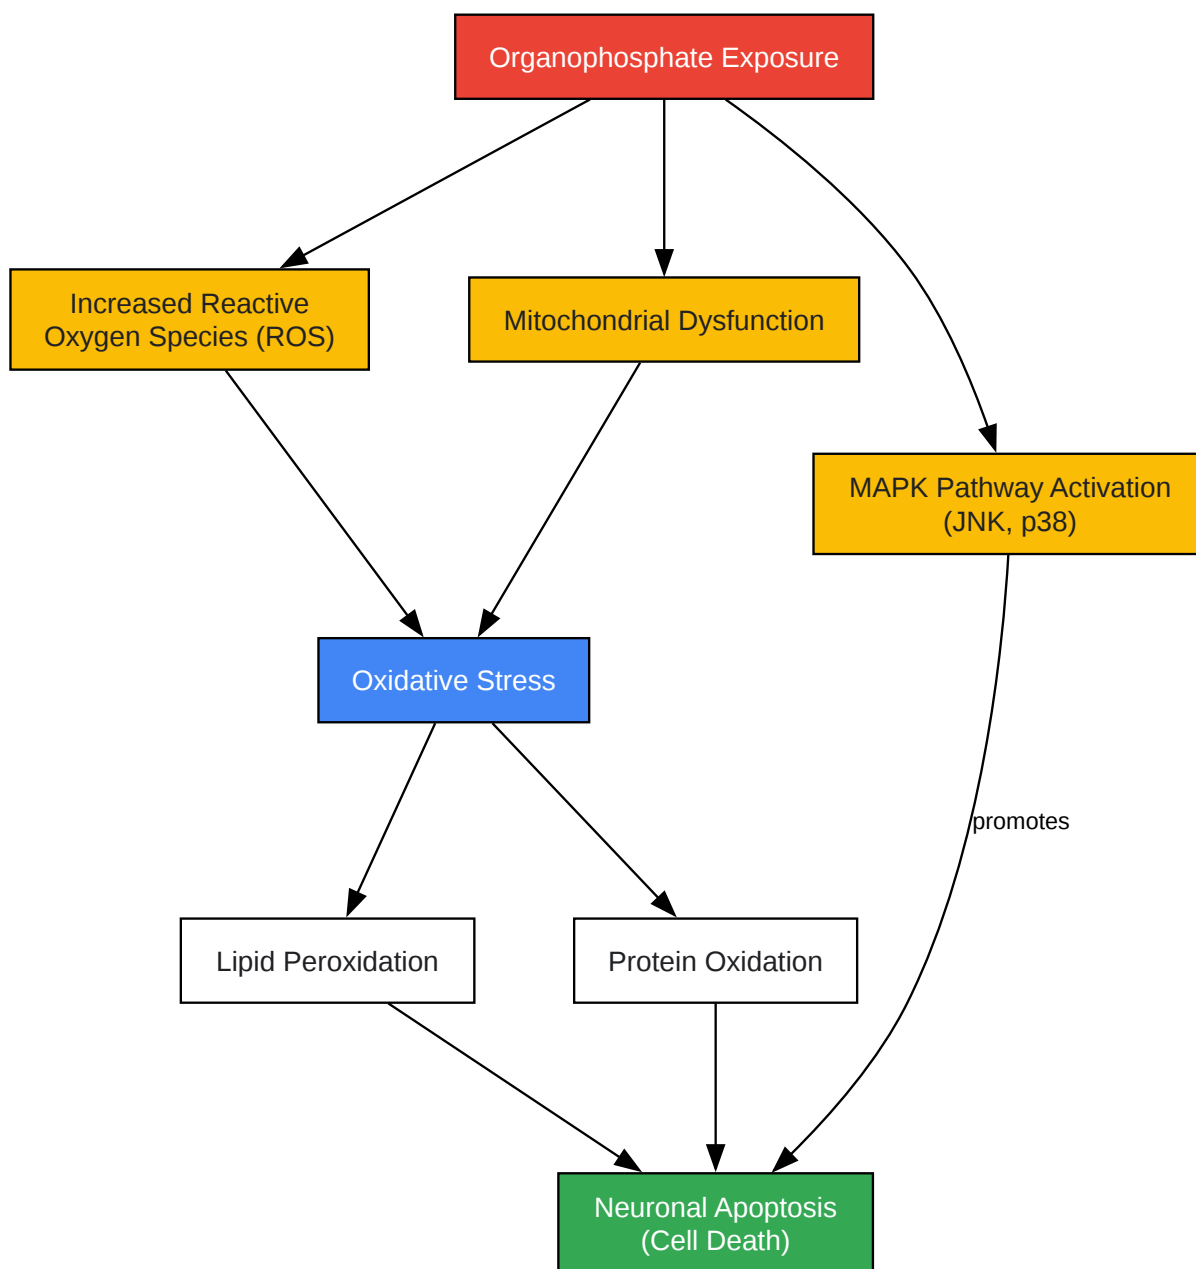 Organophosphate Exposure
Increased Reactive
Oxygen Species (ROS)
Mitochondrial Dysfunction
MAPK Pathway Activation
(JNK, p38)
Oxidative Stress
promotes
Lipid Peroxidation
Protein Oxidation
Neuronal Apoptosis
(Cell Death)